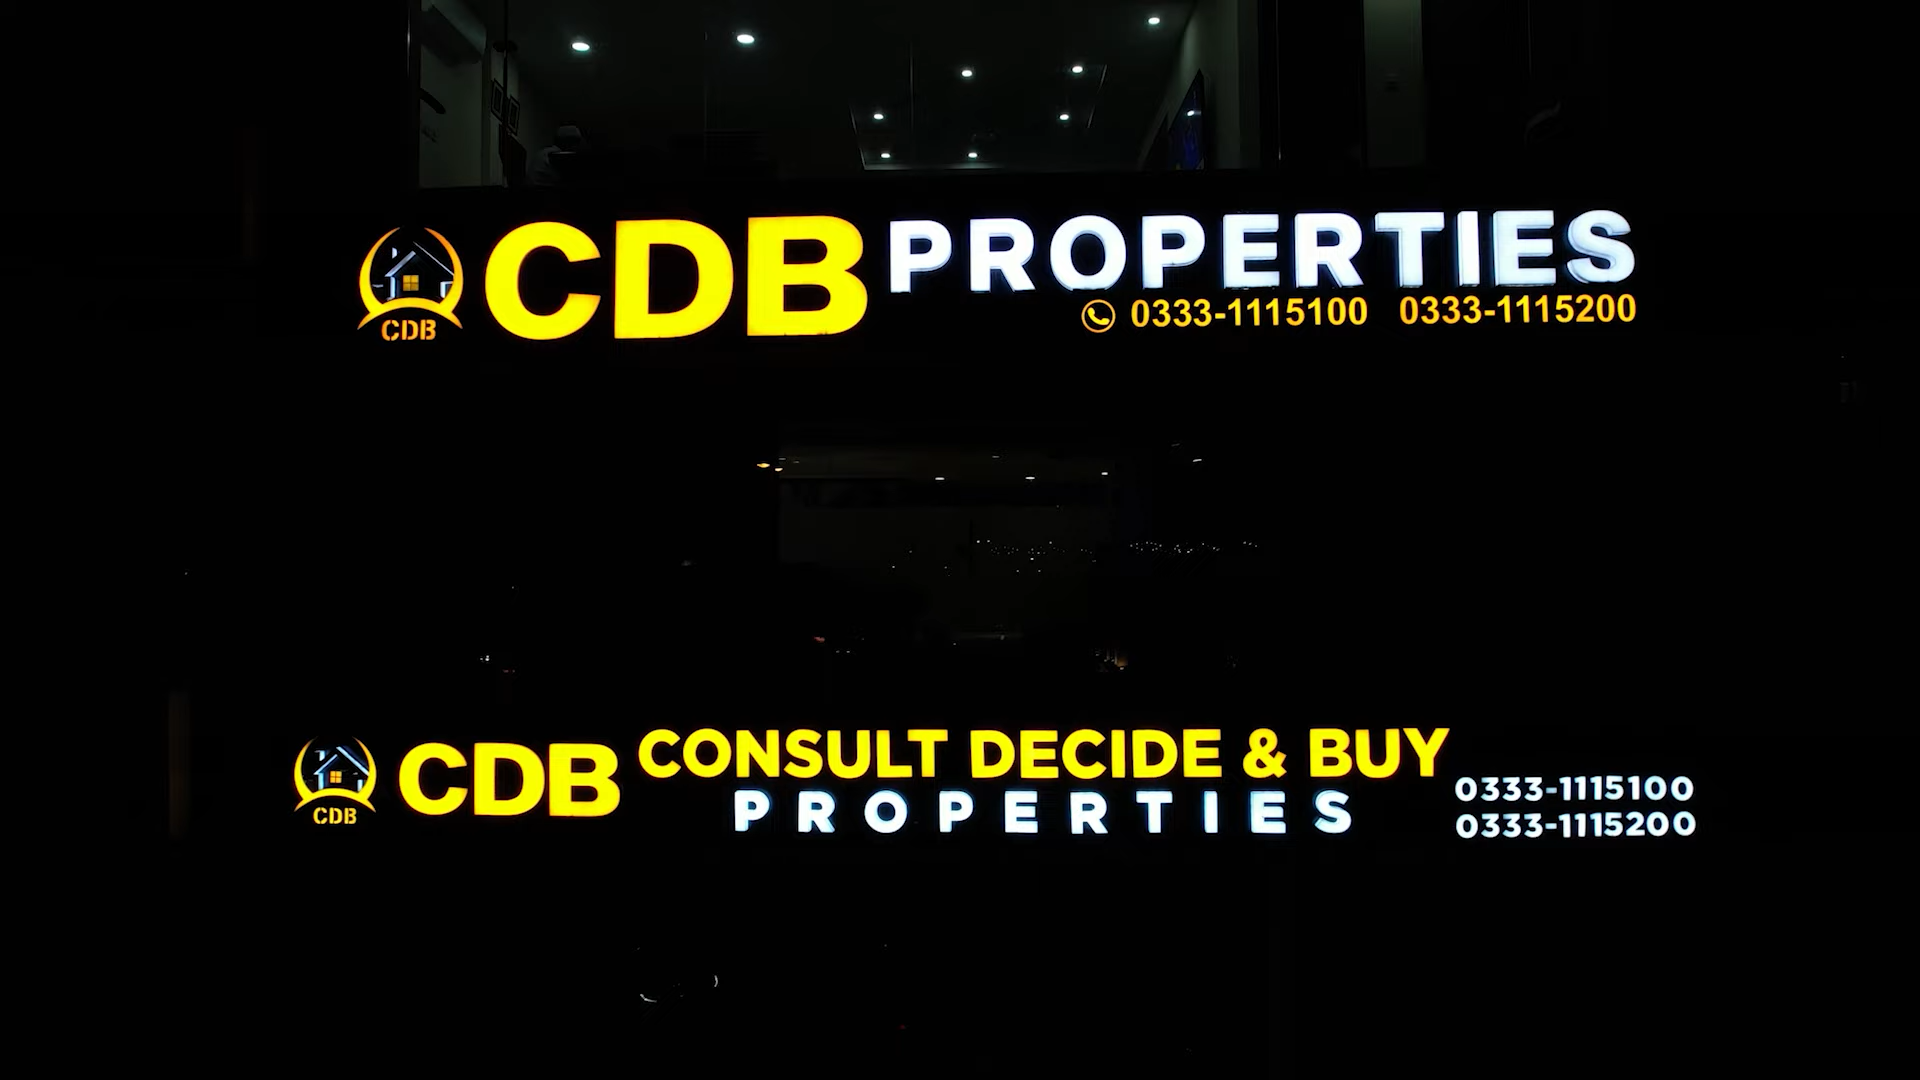 CDB PROPERTIES
CDB
0333-1115100 0333-1115200
CDB CONSULT DECIDE & BUY
PROPERTIES
CDB
0333-1115100
0333-1115200